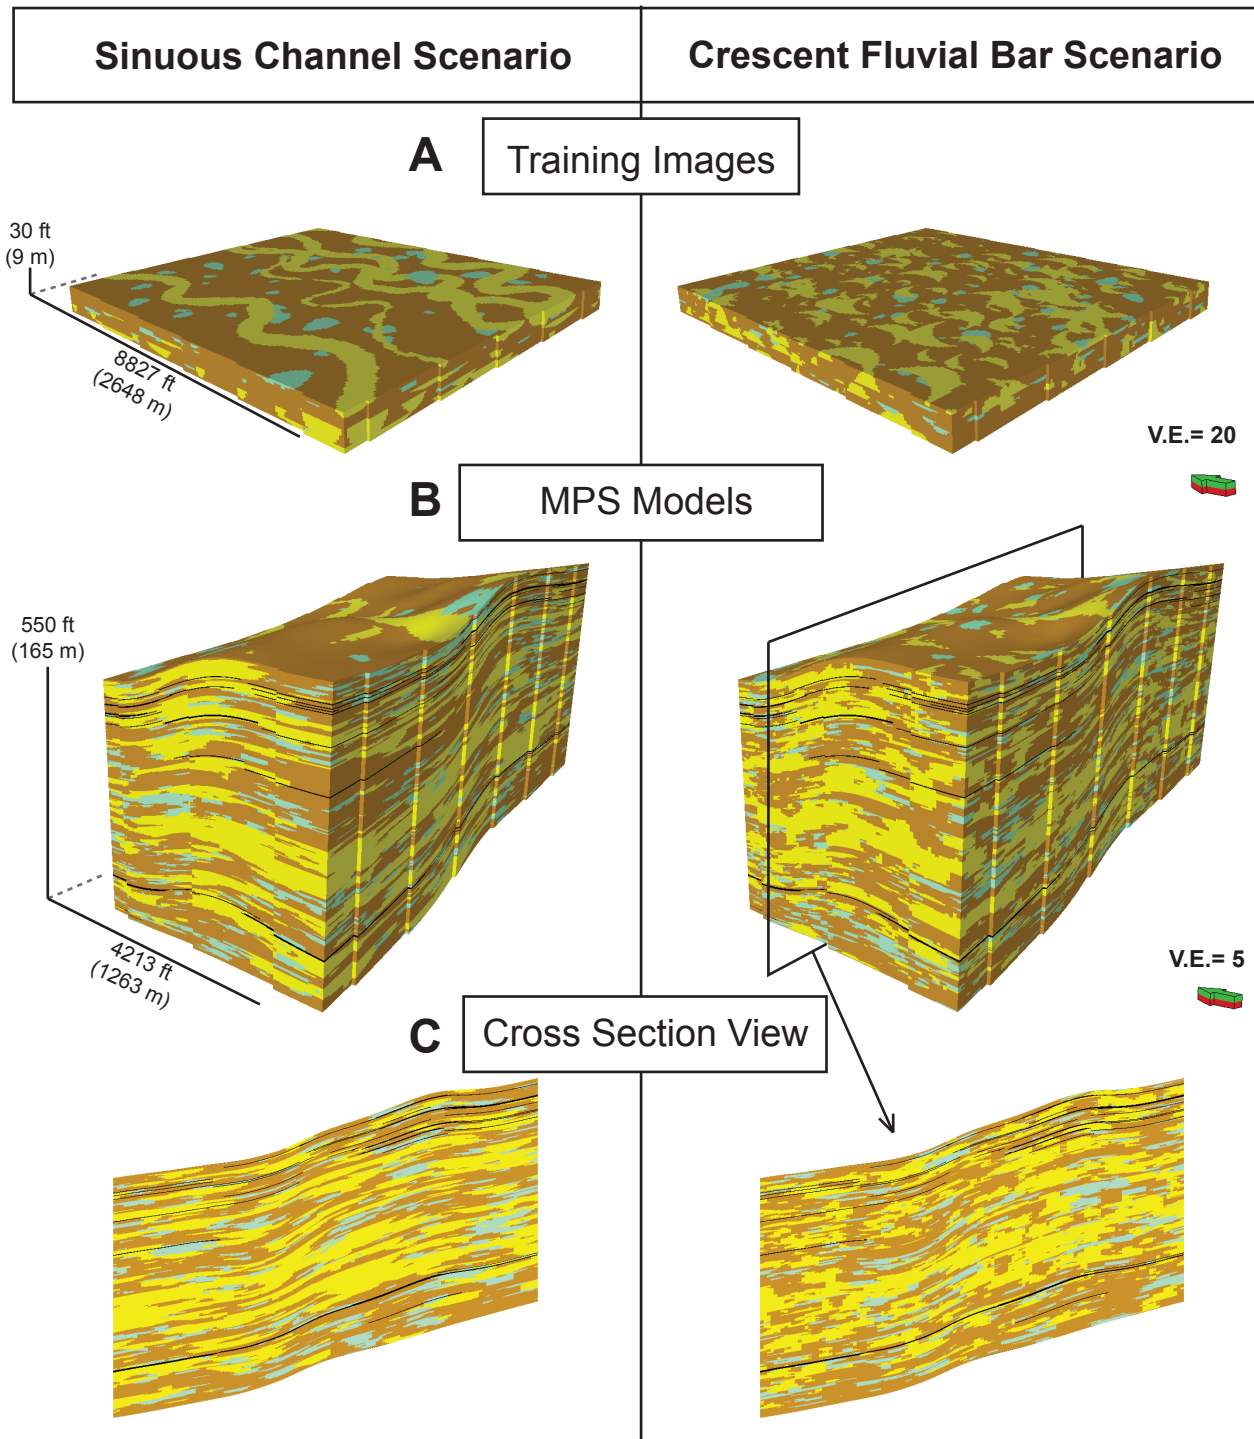 Sinuous Channel Scenario
Crescent Fluvial Bar Scenario
A
Training Images
30 ft
(9 m)
8827 ft
(2648 m)
V.E.= 20
B
MPS Models
550 ft
(165 m)
4213 ft
(1263 m)
V.E.= 5
C
Cross Section View